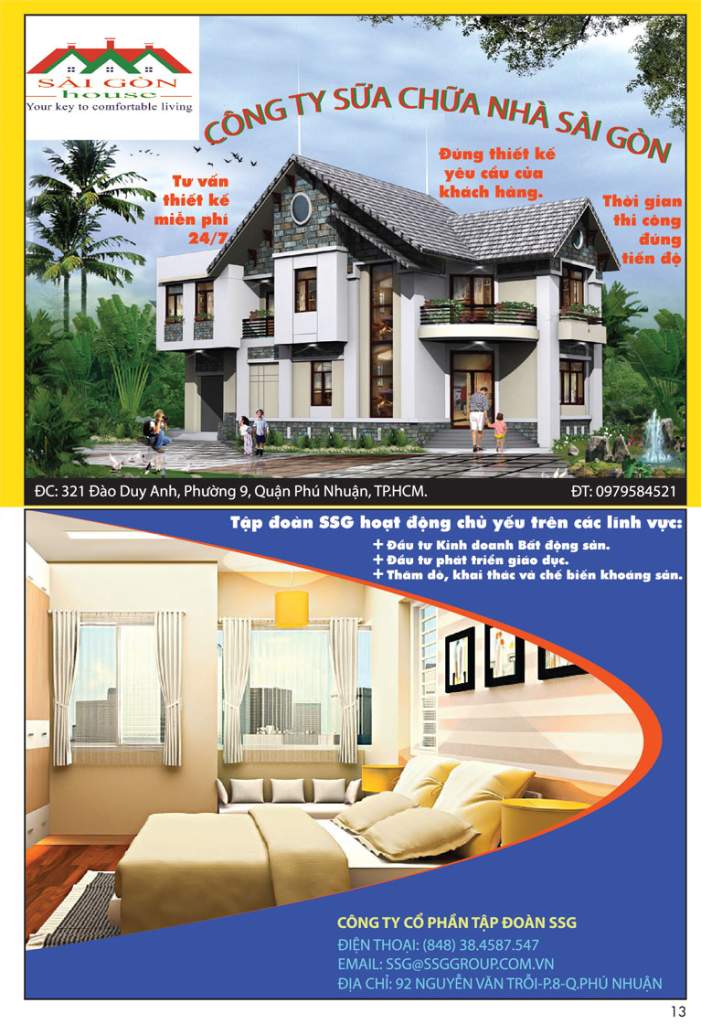 SÀI GÒN
house
Your key to comfortable living
CÔNG TY SỮA CHỮA NHÀ SÀI GÒN
Tư vấn
thiết kế
miễn phí
24/7
Đúng thiết kế
yêu cầu của
khách hàng.
Thời gian
thi công
đúng
tiến độ
ĐC: 321 Đào Duy Anh, Phường 9, Quận Phú Nhuận, TP.HCM.
ĐT: 0979584521
Tập đoàn SSG hoạt động chủ yếu trên các lĩnh vực:
+ Đầu tư Kinh doanh Bất động sản.
+ Đầu tư phát triển giáo dục.
+ Thăm dò, khai thác và chế biến khoáng sản.
CÔNG TY CỔ PHẦN TẬP ĐOÀN SSG
ĐIỆN THOẠI: (848) 38.4587.547
EMAIL: SSG@SSGGROUP.COM.VN
ĐỊA CHỈ: 92 NGUYỄN VĂN TRỖI-P.8-Q.PHÚ NHUẬN
13